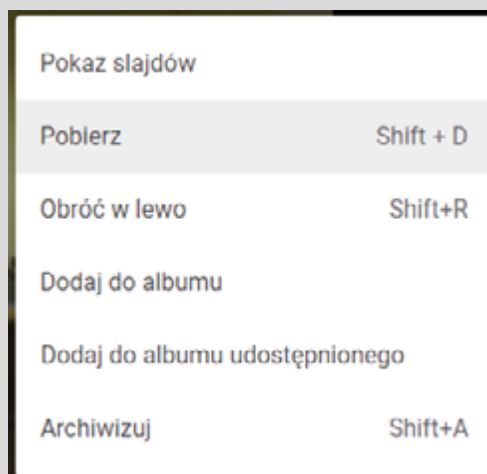 Pokaz slajdów
Pobierz Shift + D
Obróć w lewo Shift+R
Dodaj do albumu
Dodaj do albumu udostępnionego
Archiwizuj Shift+A